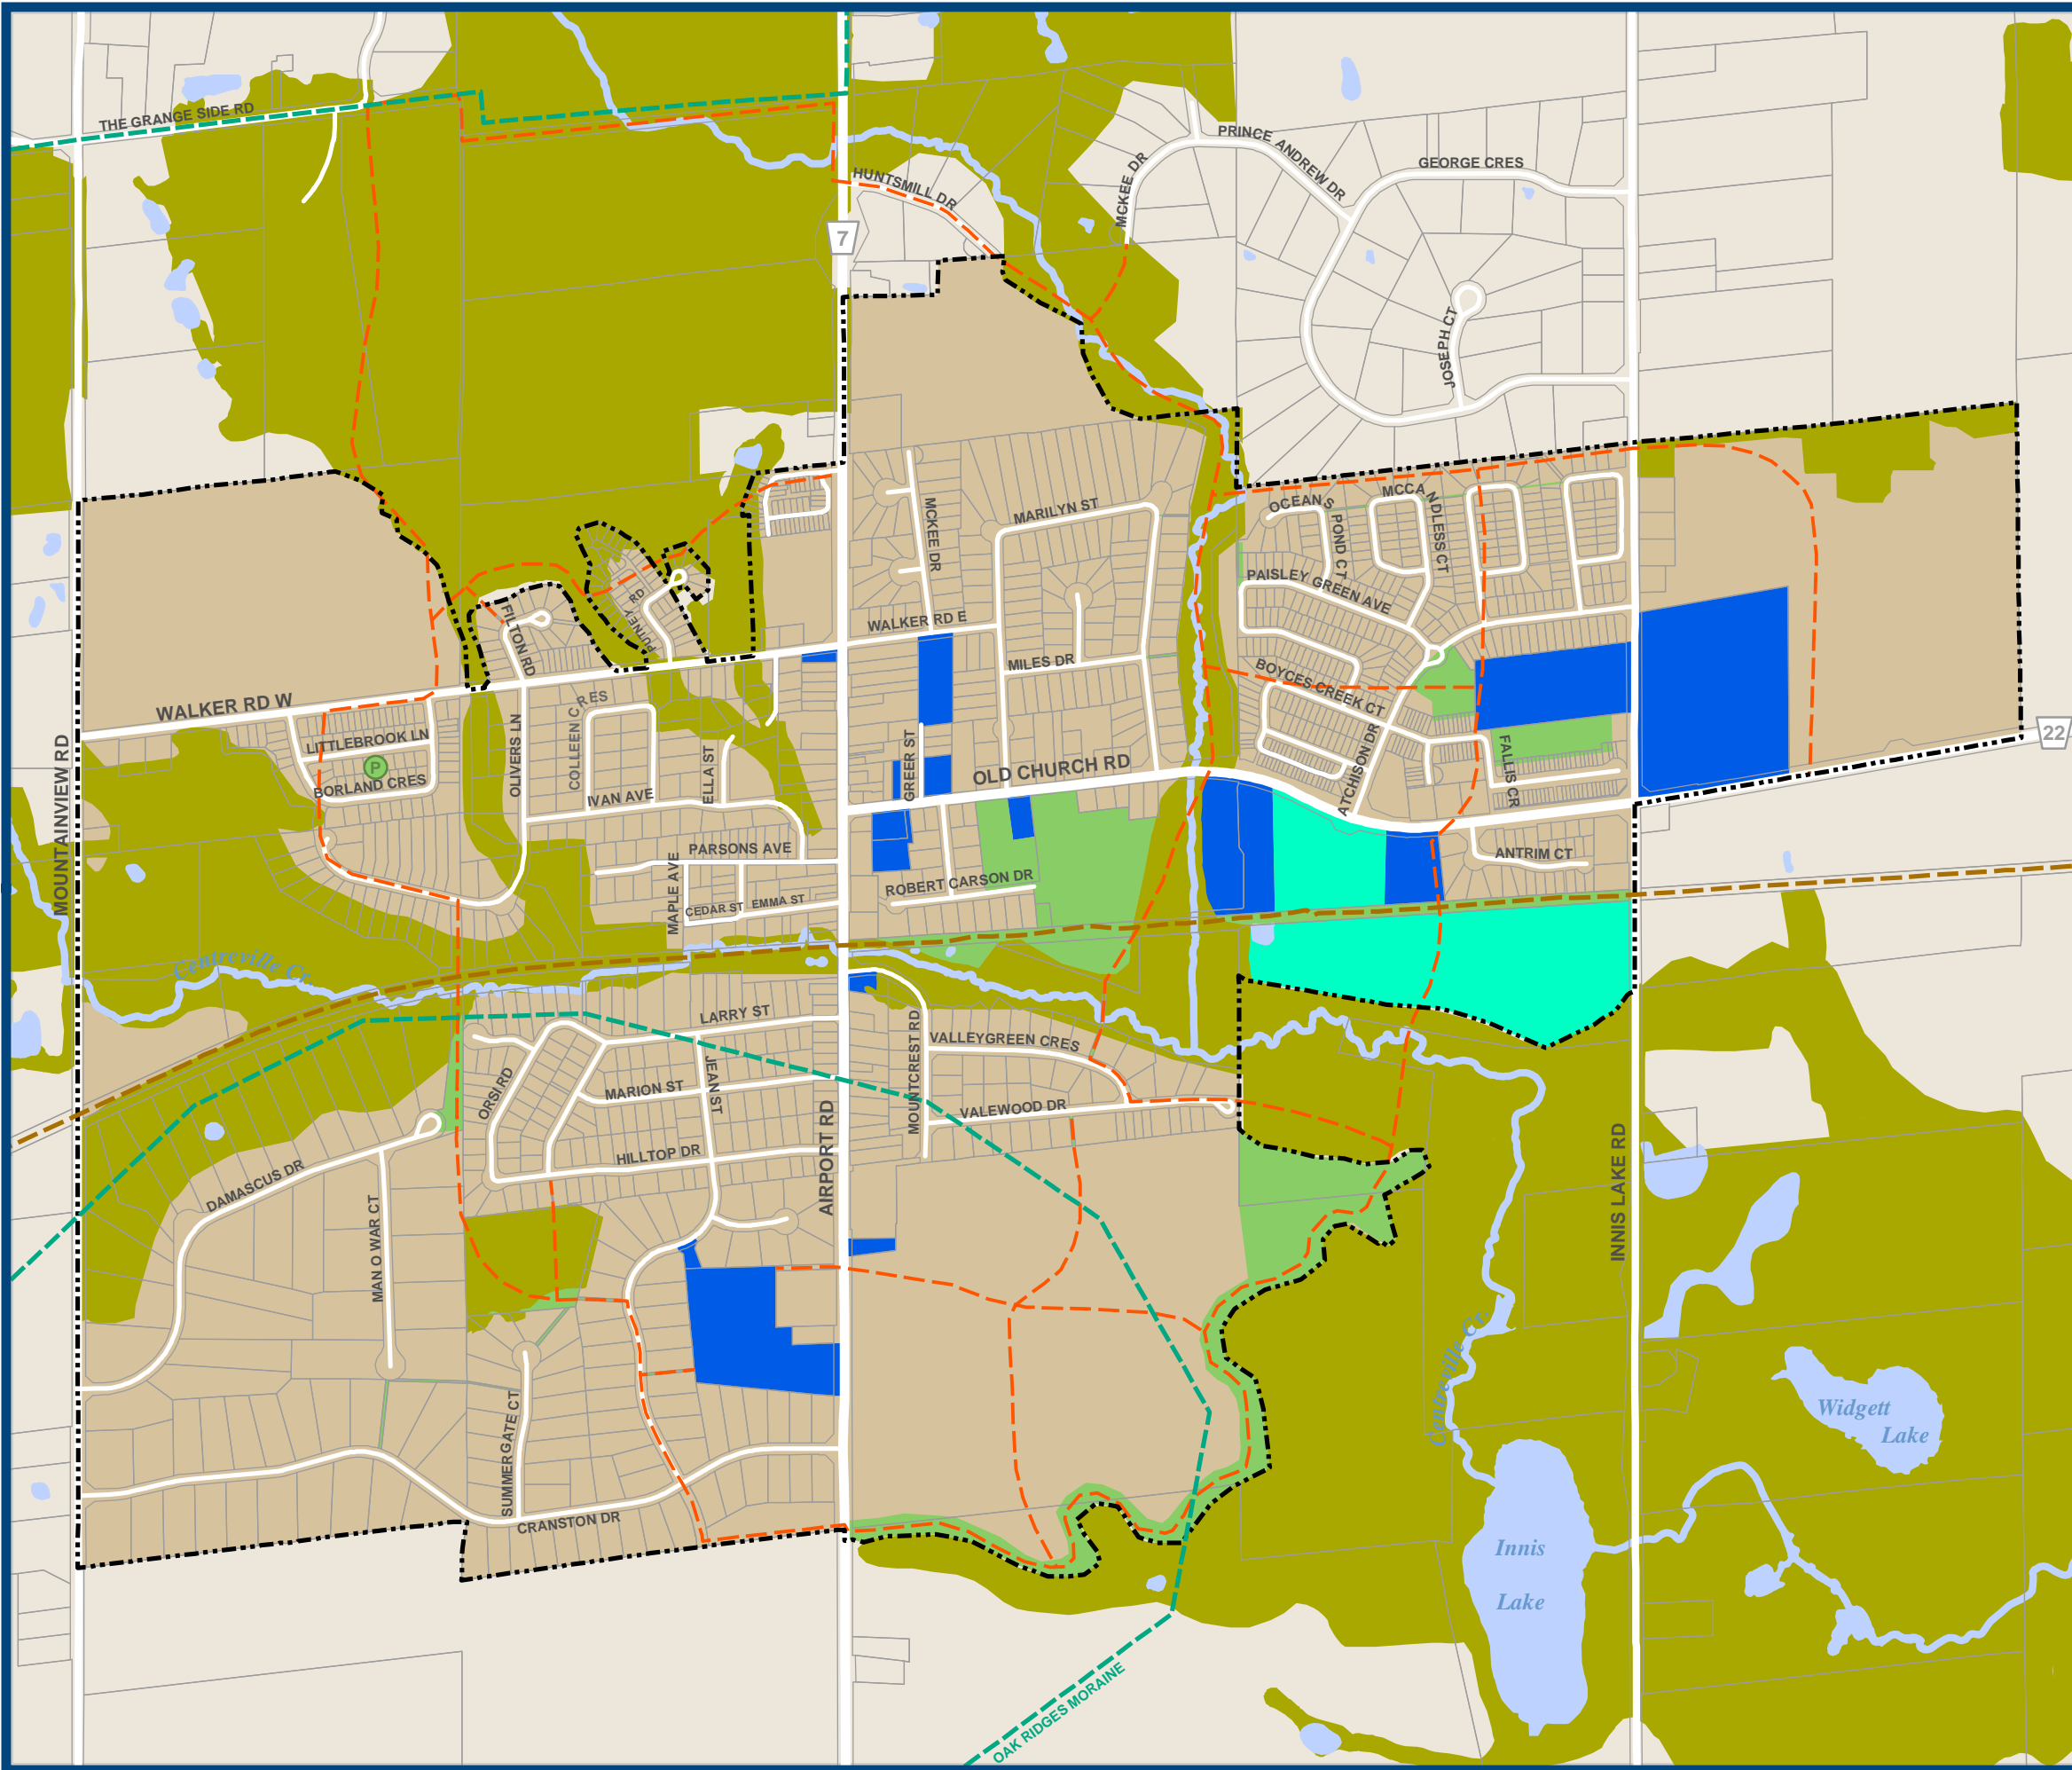 THE GRANGE SIDE RD
PRINCE ANDREW DR
GEORGE CRES
MCKEE DR
HUNTSMILL DR
7
JOSEPH CT
MCKEE DR
MARILYN ST
OCEANS POND CT
MCCANDLESS CT
PAISLEY GREEN AVE
FILTON RD
PUTNEY RD
WALKER RD E
MILES DR
BOYCES CREEK CT
WALKER RD W
COLLEEN CRES
LITTLEBROOK LN
OLIVERS LN
22
MOUNTAINVIEW RD
P
BORLAND CRES
ELLA ST
GREER ST
OLD CHURCH RD
ATCHISON DR
FALLIS CR
IVAN AVE
PARSONS AVE
ANTRIM CT
MAPLE AVE
ROBERT CARSON DR
CEDAR ST
EMMA ST
Centreville Cr.
LARRY ST
MOUNTCREST RD
VALLEYGREEN CRES
ORSI RD
MARION ST
JEAN ST
VALEWOOD DR
HILLTOP DR
AIRPORT RD
INNIS LAKE RD
DAMASCUS DR
MAN O WAR CT
Centreville Cr.
SUMMERGATE CT
Widgett
Lake
CRANSTON DR
Innis
Lake
OAK RIDGES MORAINE